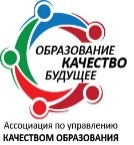 ОБРАЗОВАНИЕ
КАЧЕСТВО
БУДУЩЕЕ
Ассоциация по управлению
КАЧЕСТВОМ ОБРАЗОВАНИЯ